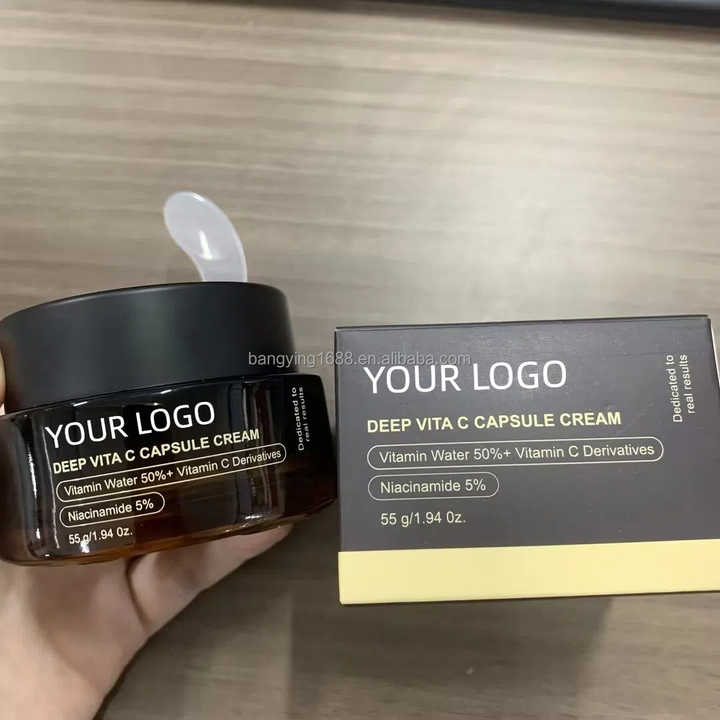 bangying1688.en.alibaba.com
YOUR LOGO
DEEP VITA C CAPSULE CREAM
Vitamin Water 50%+ Vitamin C Derivatives
Niacinamide 5%
55 g/1.94 Oz.
Dedicated to
real results
YOUR LOGO
DEEP VITA C CAPSULE CREAM
Vitamin Water 50%+ Vitamin C Derivatives
Niacinamide 5%
55 g/1.94 Oz.
Dedicated to
real results